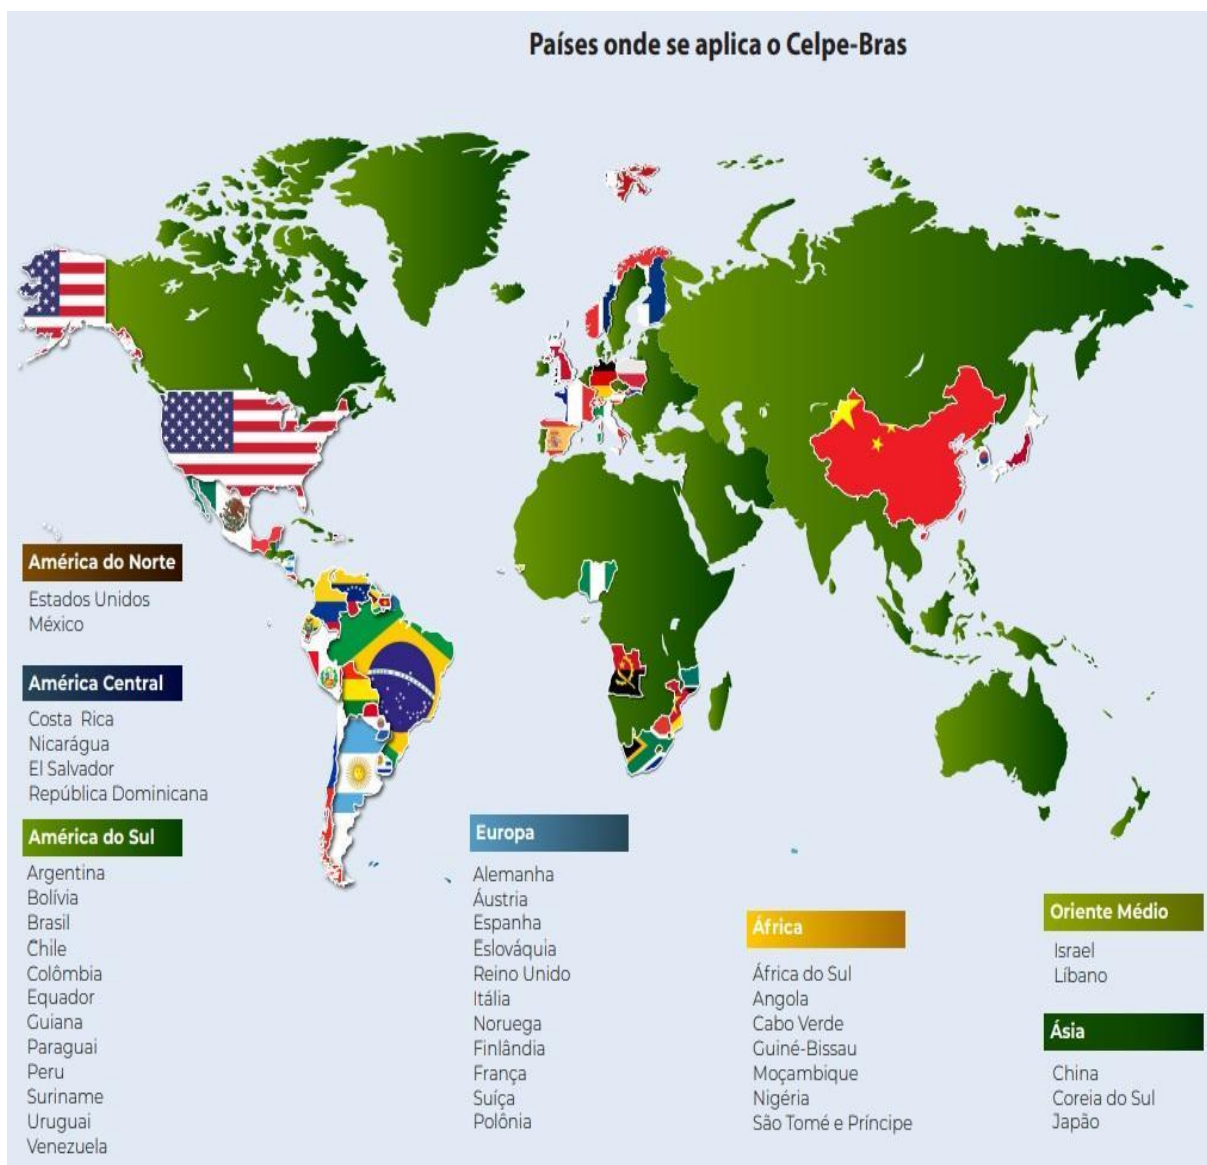 Países onde se aplica o Celpe-Bras
América do Norte
Estados Unidos
México
América Central
Costa Rica
Nicarágua
El Salvador
República Dominicana
América do Sul
Argentina
Bolívia
Brasil
Chile
Colômbia
Equador
Guiana
Paraguai
Peru
Suriname
Uruguai
Venezuela
Europa
Alemanha
Áustria
Espanha
Eslováquia
Reino Unido
Itália
Noruega
Finlândia
França
Suíça
Polônia
África
África do Sul
Angola
Cabo Verde
Guiné-Bissau
Moçambique
Nigéria
São Tomé e Príncipe
Oriente Médio
Israel
Líbano
Ásia
China
Coreia do Sul
Japão